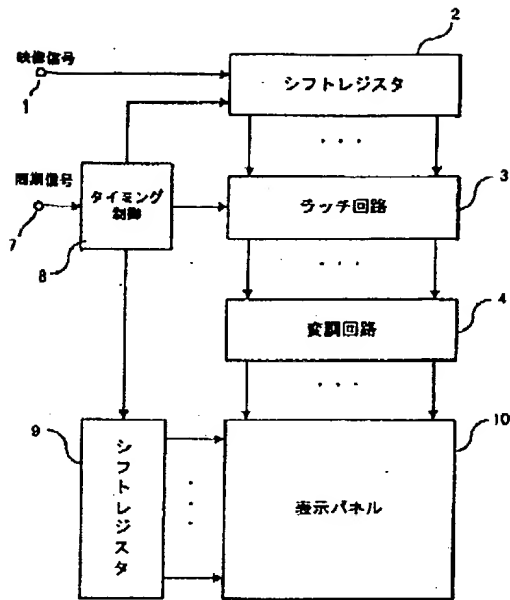 2
映像信号
1
シフトレジスタ
同期信号
7
タイミング
制御
8
ラッチ回路
3
変調回路
4
9
シフトレジスタ
表示パネル
10